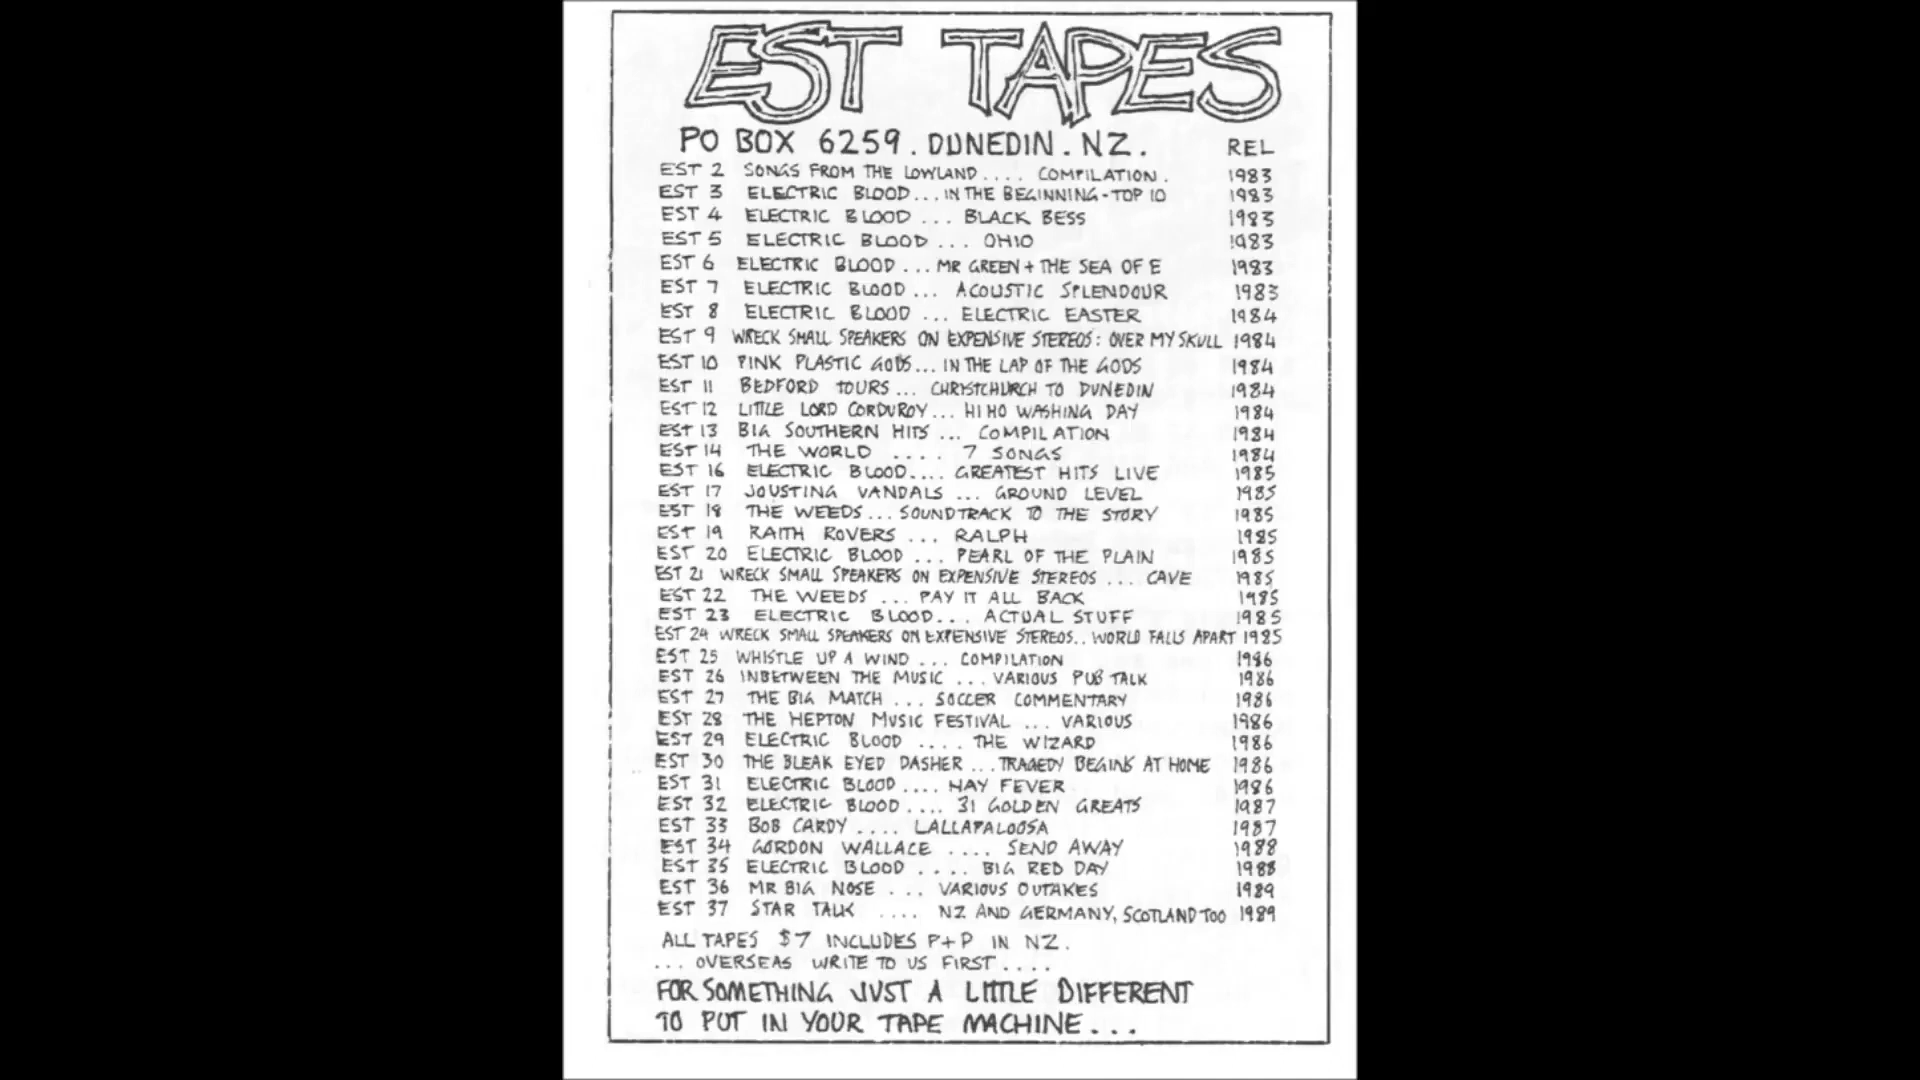 EST TAPES
PO BOX 6259. DUNEDIN. NZ. REL
EST 2 SONGS FROM THE LOWLAND.... COMPILATION. 1983
EST 3 ELECTRIC BLOOD... IN THE BEGINNING-TOP 10 1983
EST 4 ELECTRIC BLOOD ... BLACK BESS 1983
EST 5 ELECTRIC BLOOD ... OHIO 1983
EST 6 ELECTRIC BLOOD ... MR GREEN + THE SEA OF E 1983
EST 7 ELECTRIC BLOOD ... ACOUSTIC SPLENDOUR 1983
EST 8 ELECTRIC BLOOD ... ELECTRIC EASTER 1984
EST 9 WRECK SMALL SPEAKERS ON EXPENSIVE STEREOS: OVER MY SKULL 1984
EST 10 PINK PLASTIC GODS... IN THE LAP OF THE GODS 1984
EST 11 BEDFORD TOURS ... CHRYSTCHURCH TO DUNEDIN 1984
EST 12 LITTLE LORD CORDUROY... HI HO WASHING DAY 1984
EST 13 BIG SOUTHERN HITS ... COMPILATION 1984
EST 14 THE WORLD .... 7 SONGS 1984
EST 16 ELECTRIC BLOOD.... GREATEST HITS LIVE 1985
EST 17 JOUSTING VANDALS ... GROUND LEVEL 1985
EST 18 THE WEEDS... SOUNDTRACK TO THE STORY 1985
EST 19 RAITH ROVERS ... RALPH 1985
EST 20 ELECTRIC BLOOD ... PEARL OF THE PLAIN 1985
EST 21 WRECK SMALL SPEAKERS ON EXPENSIVE STEREOS .... CAVE 1985
EST 22 THE WEEDS ... PAY IT ALL BACK 1985
EST 23 ELECTRIC BLOOD... ACTUAL STUFF 1985
EST 24 WRECK SMALL SPEAKERS ON EXPENSIVE STEREOS.. WORLD FALLS APART 1985
EST 25 WHISTLE UP A WIND ... COMPILATION 1986
EST 26 INBETWEEN THE MUSIC ... VARIOUS PUB TALK 1986
EST 27 THE BIG MATCH ... SOCCER COMMENTARY 1986
EST 28 THE HEPTON MUSIC FESTIVAL ... VARIOUS 1986
EST 29 ELECTRIC BLOOD .... THE WIZARD 1986
EST 30 THE BLEAK EYED DASHER ... TRAGEDY BEGINS AT HOME 1986
EST 31 ELECTRIC BLOOD .... HAY FEVER 1986
EST 32 ELECTRIC BLOOD.... 31 GOLDEN GREATS 1987
EST 33 BOB CARDY .... LALLAPALOOSA 1987
EST 34 GORDON WALLACE .... SEND AWAY 1988
EST 35 ELECTRIC BLOOD .... BIG RED DAY 1988
EST 36 MR BIG NOSE ... VARIOUS OUTAKES 1989
EST 37 STAR TALK .... NZ AND GERMANY, SCOTLAND TOO 1989
ALL TAPES $7 INCLUDES P+P IN NZ.
... OVERSEAS WRITE TO US FIRST ....
FOR SOMETHING JUST A LITTLE DIFFERENT
TO PUT IN YOUR TAPE MACHINE...